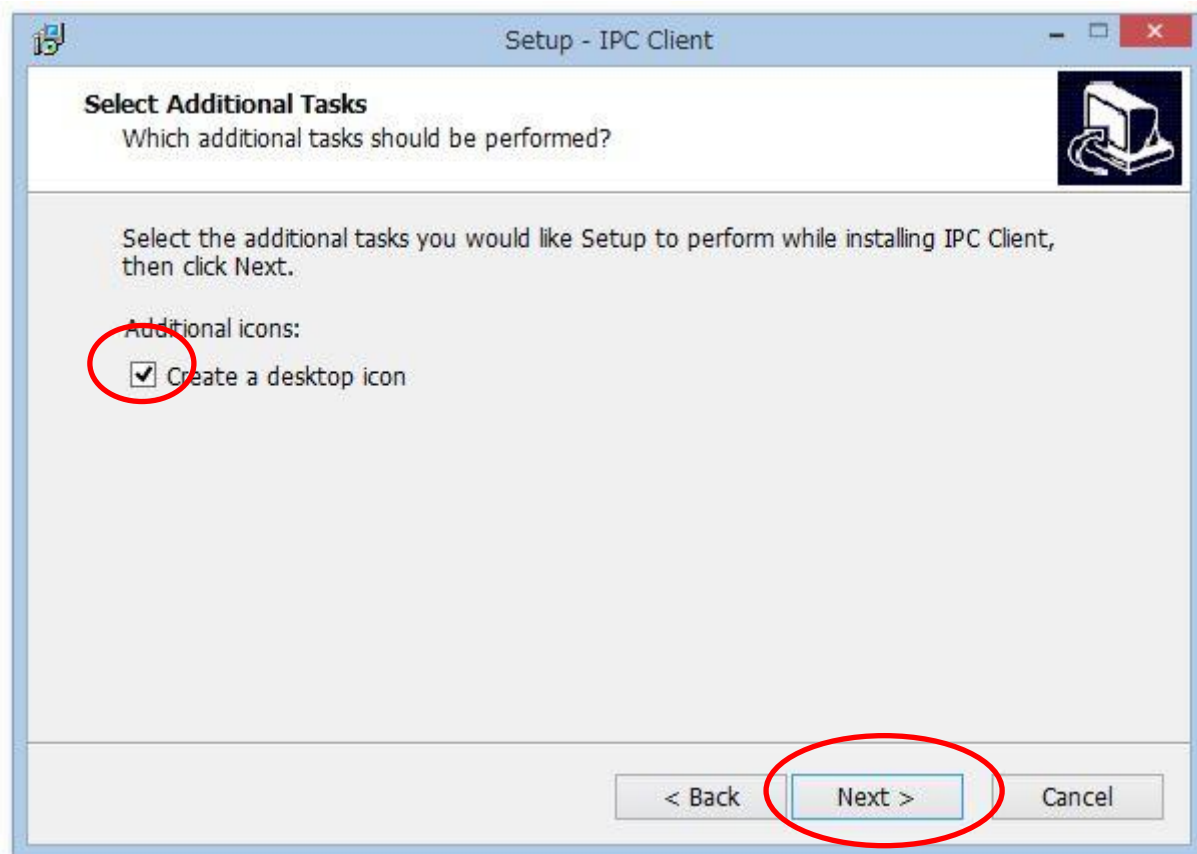 Setup - IPC Client
Select Additional Tasks
Which additional tasks should be performed?
Select the additional tasks you would like Setup to perform while installing IPC Client,
then click Next.
Additional icons:
Create a desktop icon
< Back
Next >
Cancel